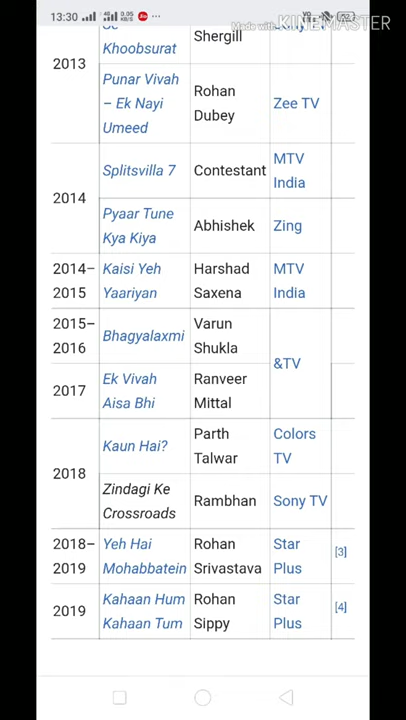 13:30
Made with KINEMASTER
Khoobsurat
Shergill
2013
Punar Vivah
– Ek Nayi
Umeed
Rohan
Dubey
Zee TV
2014
Splitsvilla 7
Contestant
MTV
India
Pyaar Tune
Kya Kiya
Abhishek
Zing
2014–
2015
Kaisi Yeh
Yaariyan
Harshad
Saxena
MTV
India
2015–
2016
Bhagyalaxmi
Varun
Shukla
&TV
2017
Ek Vivah
Aisa Bhi
Ranveer
Mittal
2018
Kaun Hai?
Parth
Talwar
Colors
TV
Zindagi Ke
Crossroads
Rambhan
Sony TV
2018–
2019
Yeh Hai
Mohabbatein
Rohan
Srivastava
Star
Plus
[3]
2019
Kahaan Hum
Kahaan Tum
Rohan
Sippy
Star
Plus
[4]